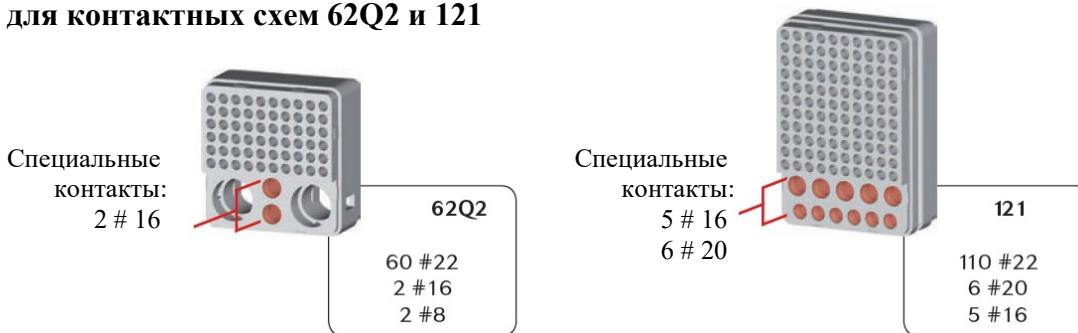 для контактных схем 62Q2 и 121
Специальные
контакты:
2 # 16
62Q2
60 #22
2 #16
2 #8
Специальные
контакты:
5 # 16
6 # 20
121
110 #22
6 #20
5 #16